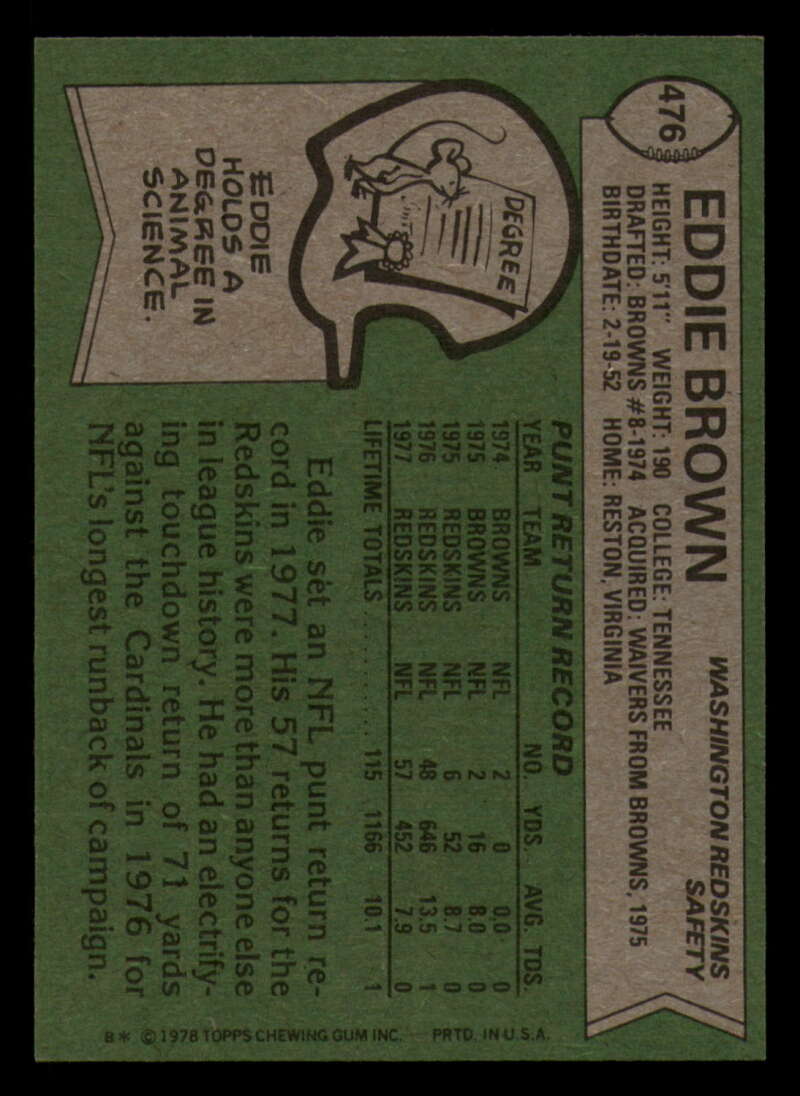 476
EDDIE BROWN
WASHINGTON REDSKINS
SAFETY
HEIGHT: 5'11" WEIGHT: 190 COLLEGE: TENNESSEE
DRAFTED: BROWNS #8-1974 ACQUIRED: WAIVERS FROM BROWNS, 1975
BIRTHDATE: 2-19-52 HOME: RESTON, VIRGINIA
DEGREE
EDDIE
HOLDS A
DEGREE IN
ANIMAL
SCIENCE.
PUNT RETURN RECORD
YEAR TEAM NO. YDS. AVG. TDS.
1974 BROWNS NFL 2 0 0.0 0
1975 BROWNS NFL 2 16 8.0 0
1975 REDSKINS NFL 6 52 8.7 0
1976 REDSKINS NFL 48 646 13.5 1
1977 REDSKINS NFL 57 452 7.9 0
LIFETIME TOTALS .......... 115 1166 10.1 1
Eddie set an NFL punt return re-
cord in 1977. His 57 returns for the
Redskins were more than anyone else
in league history. He had an electrify-
ing touchdown return of 71 yards
against the Cardinals in 1976 for
NFL's longest runback of campaign.
B* © 1978 TOPPS CHEWING GUM INC. PRTD. IN U.S.A.